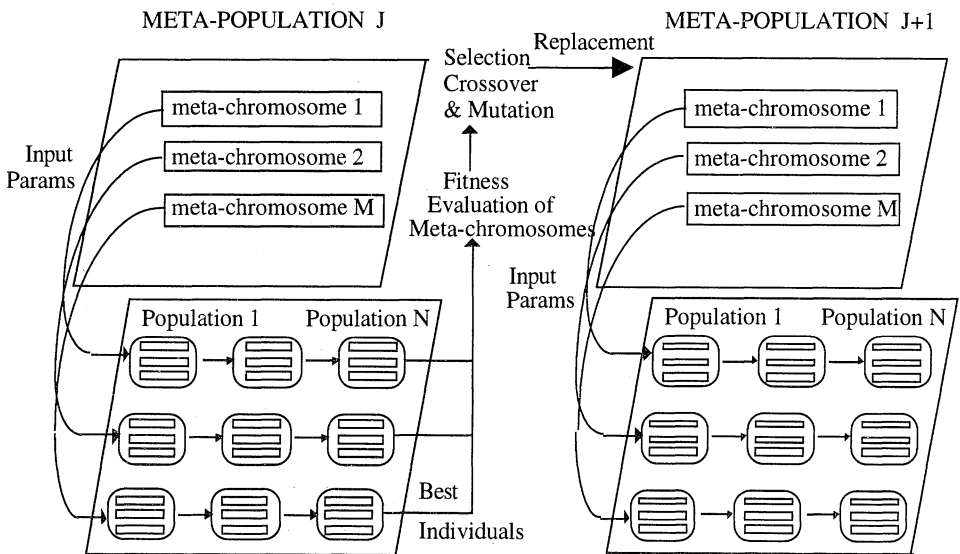 META-POPULATION J
META-POPULATION J+1
Replacement
Selection
Crossover
& Mutation
meta-chromosome 1
meta-chromosome 2
meta-chromosome M
Input
Params
Fitness
Evaluation of
Meta-chromosomes
meta-chromosome 1
meta-chromosome 2
meta-chromosome M
Input
Params
Population 1
Population N
Best
Individuals
Population 1
Population N